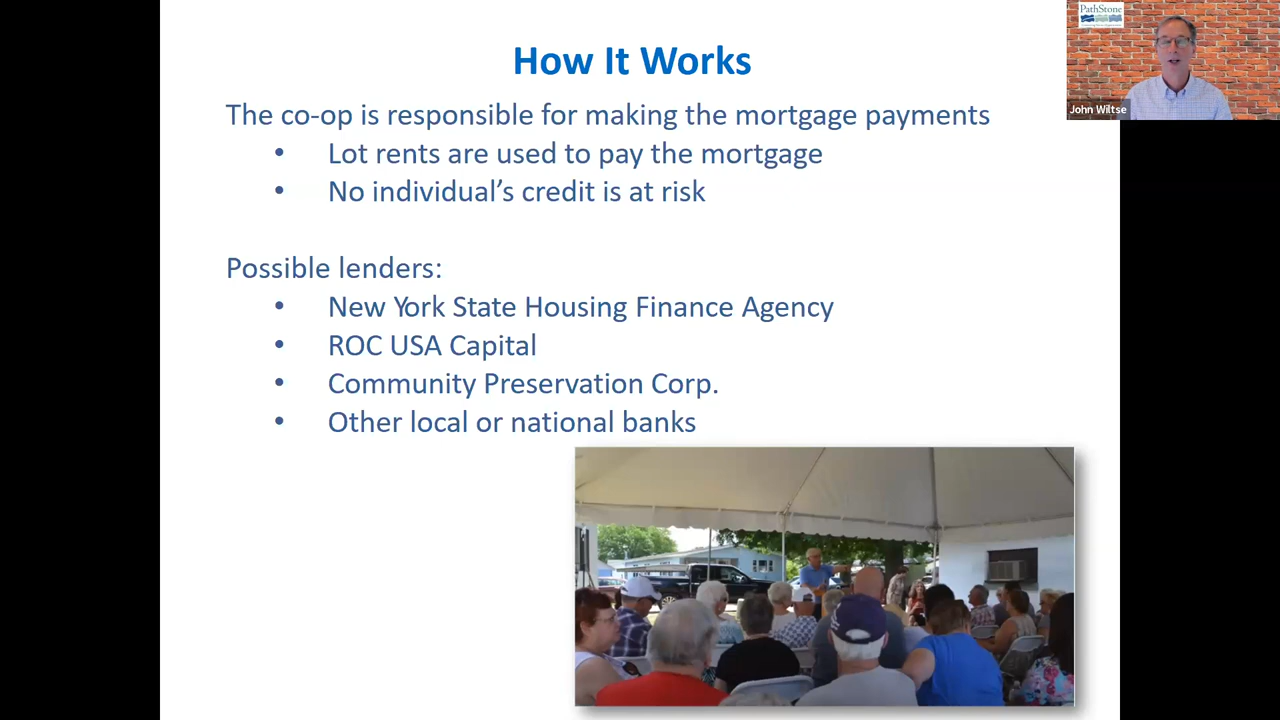 PathStone
John Wiltse
How It Works
The co-op is responsible for making the mortgage payments
• Lot rents are used to pay the mortgage
• No individual's credit is at risk
Possible lenders:
• New York State Housing Finance Agency
• ROC USA Capital
• Community Preservation Corp.
• Other local or national banks